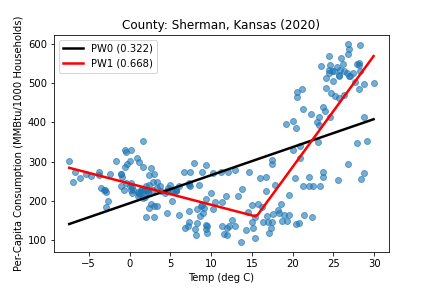 County: Sherman, Kansas (2020)
PW0 (0.322)
PW1 (0.668)
Per-Capita Consumption (MMBtu/1000 Households)
600
500
400
300
200
100
−5
0
5
10
15
20
25
30
Temp (deg C)